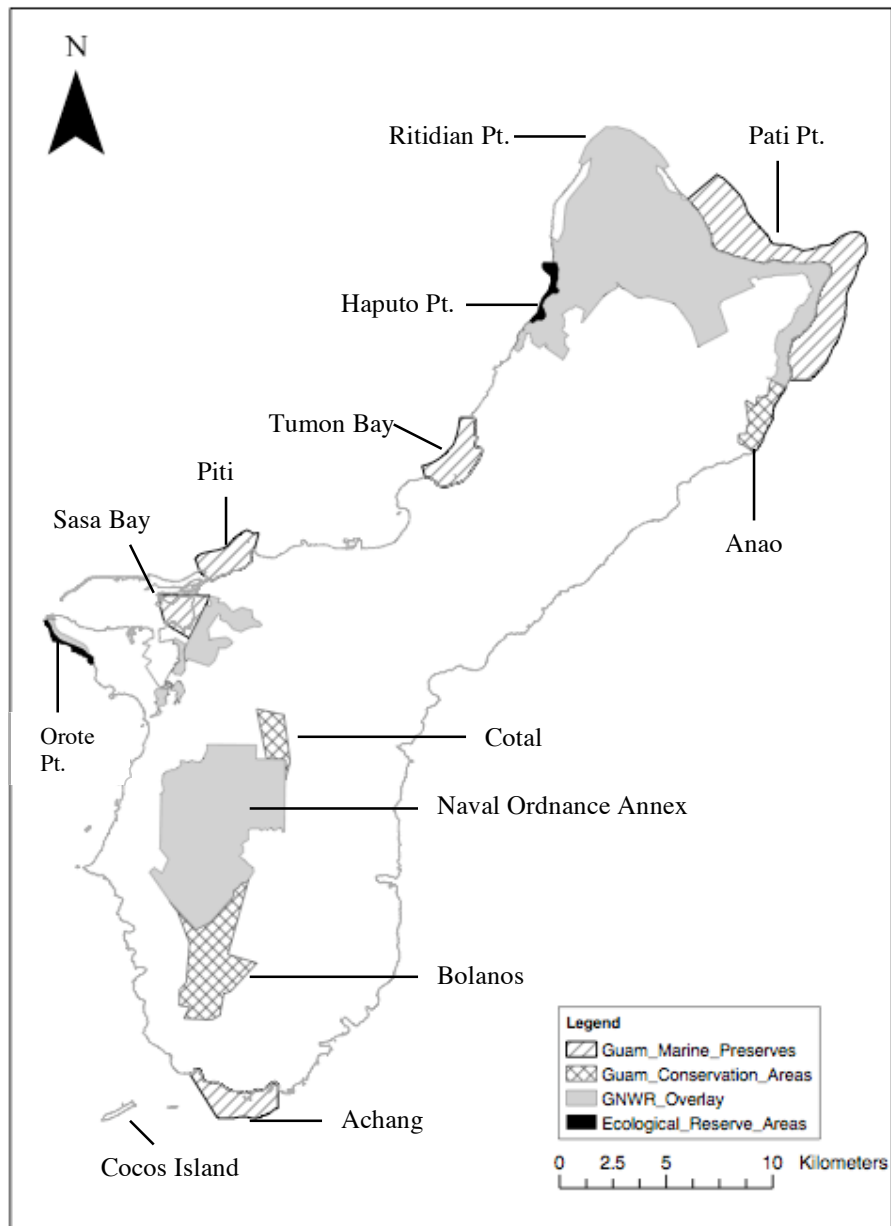 N
Ritidian Pt.
Pati Pt.
Haputo Pt.
Tumon Bay
Piti
Sasa Bay
Anao
Orote
Pt.
Cotal
Naval Ordnance Annex
Bolanos
Achang
Cocos Island
Legend
Guam_Marine_Preserves
Guam_Conservation_Areas
GNWR_Overlay
Ecological_Reserve_Areas
0 2.5 5 10 Kilometers